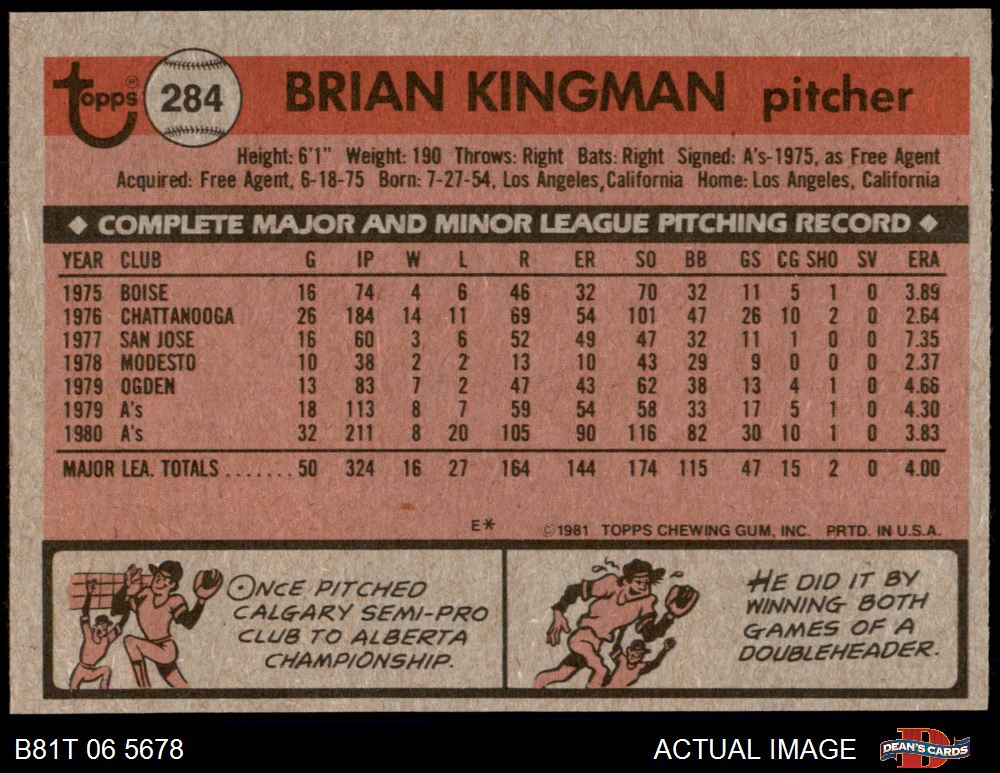 topps® 284 BRIAN KINGMAN pitcher
Height: 6'1" Weight: 190 Throws: Right Bats: Right Signed: A's-1975, as Free Agent
Acquired: Free Agent, 6-18-75 Born: 7-27-54, Los Angeles, California Home: Los Angeles, California
◆ COMPLETE MAJOR AND MINOR LEAGUE PITCHING RECORD ◆
YEAR CLUB G IP W L R ER SO BB GS CG SHO SV ERA
1975 BOISE 16 74 4 6 46 32 70 32 11 5 1 0 3.89
1976 CHATTANOOGA 26 184 14 11 69 54 101 47 26 10 2 0 2.64
1977 SAN JOSE 16 60 3 6 52 49 47 32 11 1 0 0 7.35
1978 MODESTO 10 38 2 2 13 10 43 29 9 0 0 0 2.37
1979 OGDEN 13 83 7 2 47 43 62 38 13 4 1 0 4.66
1979 A's 18 113 8 7 59 54 58 33 17 5 1 0 4.30
1980 A's 32 211 8 20 105 90 116 82 30 10 1 0 3.83
MAJOR LEA. TOTALS ....... 50 324 16 27 164 144 174 115 47 15 2 0 4.00
E* ©1981 TOPPS CHEWING GUM, INC. PRTD. IN U.S.A.
ONCE PITCHED
CALGARY SEMI-PRO
CLUB TO ALBERTA
CHAMPIONSHIP.
HE DID IT BY
WINNING BOTH
GAMES OF A
DOUBLEHEADER.
B81T 06 5678 ACTUAL IMAGE DEAN'S CARDS